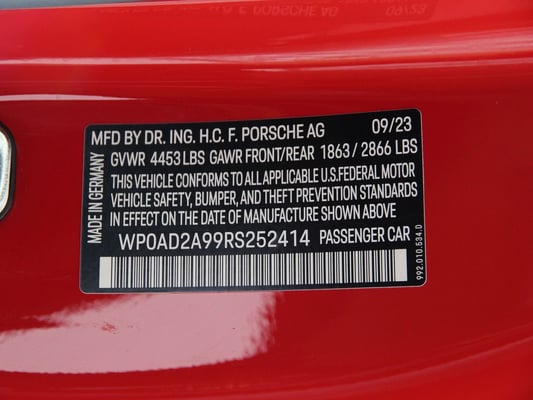 MFD BY DR. ING. H.C. F. PORSCHE AG 09/23
GVWR 4453 LBS GAWR FRONT/REAR 1863 / 2866 LBS
THIS VEHICLE CONFORMS TO ALL APPLICABLE U.S.FEDERAL MOTOR
VEHICLE SAFETY, BUMPER, AND THEFT PREVENTION STANDARDS
IN EFFECT ON THE DATE OF MANUFACTURE SHOWN ABOVE
WP0AD2A99RS252414 PASSENGER CAR
MADE IN GERMANY
992.010.534.D